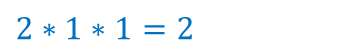 2 ∗ 1 ∗ 1 = 2